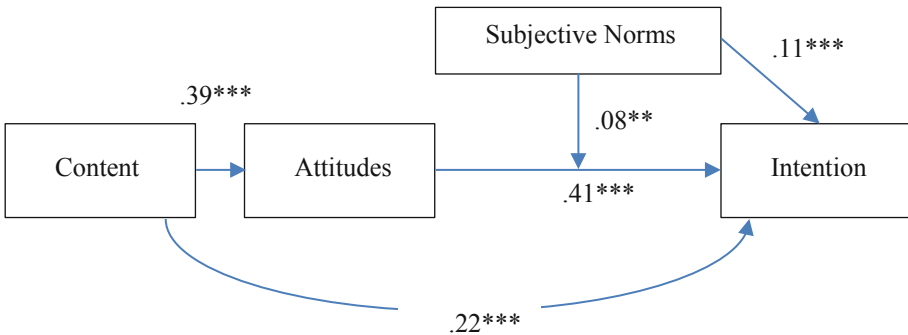 Subjective Norms
.11***
.39***
.08**
Content
Attitudes
Intention
.41***
.22***